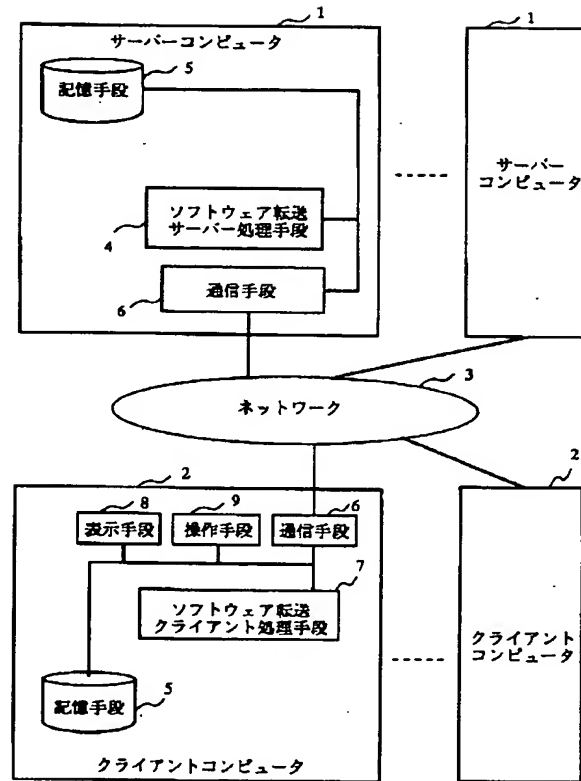 1
サーバーコンピュータ
5
記憶手段
ソフトウェア転送
サーバー処理手段
4
通信手段
6
1
サーバー
コンピュータ
3
ネットワーク
2
8
9
6
表示手段
操作手段
通信手段
7
ソフトウェア転送
クライアント処理手段
記憶手段
5
クライアントコンピュータ
2
クライアント
コンピュータ